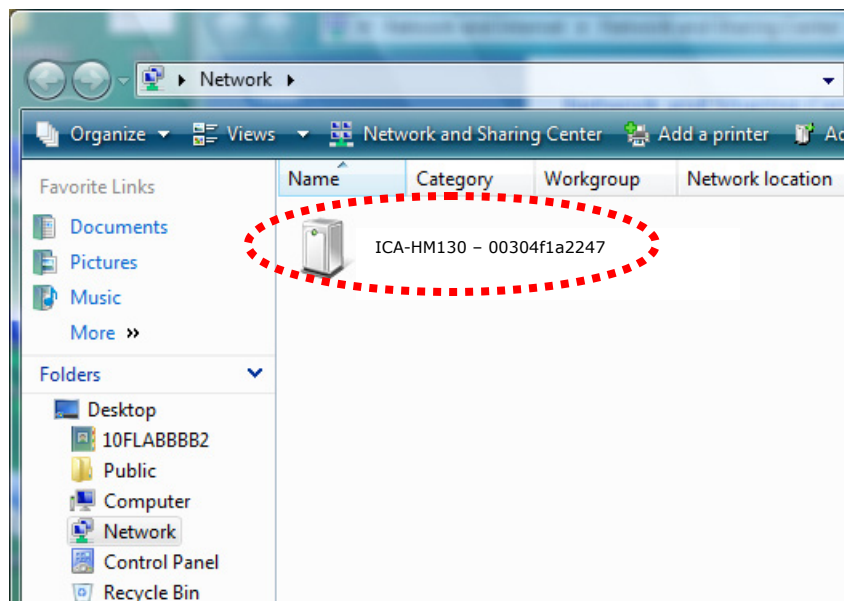 Network
Organize Views Network and Sharing Center Add a printer
Favorite Links
Name Category Workgroup Network location
Documents
ICA-HM130 – 00304f1a2247
Pictures
Music
More »
Folders
Desktop
10FLABBBB2
Public
Computer
Network
Control Panel
Recycle Bin